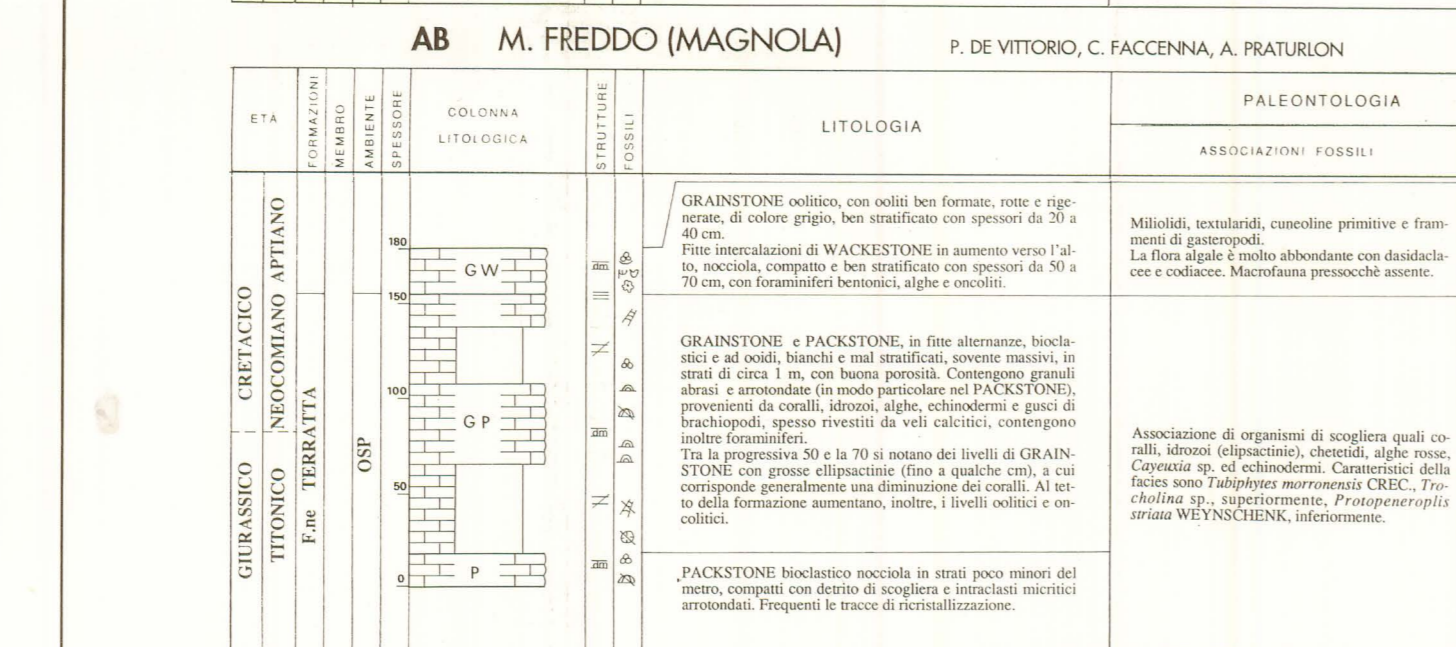 AB M. FREDDO (MAGNOLA) P. DE VITTORIO, C. FACCENNA, A. PRATURLON
ETÀ
FORMAZIONI
MEMBRO
AMBIENTE
SPESSORE
COLONNA
LITOLOGICA
STRUTTURE
FOSSILI
LITOLOGIA
PALEONTOLOGIA
ASSOCIAZIONI FOSSILI
CRETACICO
GIURASSICO
APTIANO
NEOCOMIANO
TITONICO
F.ne TERRATTA
OSP
180
150
100
50
0
GW
GP
P
GRAINSTONE oolitico, con ooliti ben formate, rotte e rige-
nerate, di colore grigio, ben stratificato con spessori da 20 a
40 cm.
Fitte intercalazioni di WACKESTONE in aumento verso l'al-
to, nocciola, compatto e ben stratificato con spessori da 50 a
70 cm, con foraminiferi bentonici, alghe e oncoliti.
Miliolidi, textularidi, cuneoline primitive e fram-
menti di gasteropodi.
La flora algale è molto abbondante con dasidacla-
cee e codiacee. Macrofauna pressocchè assente.
GRAINSTONE e PACKSTONE, in fitte alternanze, biocla-
stici e ad ooidi, bianchi e mal stratificati, sovente massivi, in
strati di circa 1 m, con buona porosità. Contengono granuli
abrasi e arrotondate (in modo particolare nel PACKSTONE),
provenienti da coralli, idrozoi, alghe, echinodermi e gusci di
brachiopodi, spesso rivestiti da veli calcitici, contengono
inoltre foraminiferi.
Tra la progressiva 50 e la 70 si notano dei livelli di GRAIN-
STONE con grosse ellipsactinie (fino a qualche cm), a cui
corrisponde generalmente una diminuzione dei coralli. Al tet-
to della formazione aumentano, inoltre, i livelli oolitici e on-
colitici.
Associazione di organismi di scogliera quali co-
ralli, idrozoi (elipsactinie), chetetidi, alghe rosse,
Cayeuxia sp. ed echinodermi. Caratteristici della
facies sono Tubiphytes morronensis CREC., Tro-
cholina sp., superiormente, Protopeneroplis
striata WEYNSCHENK, inferiormente.
PACKSTONE bioclastico nocciola in strati poco minori del
metro, compatti con detrito di scogliera e intraclasti micritici
arrotondati. Frequenti le tracce di ricristallizzazione.